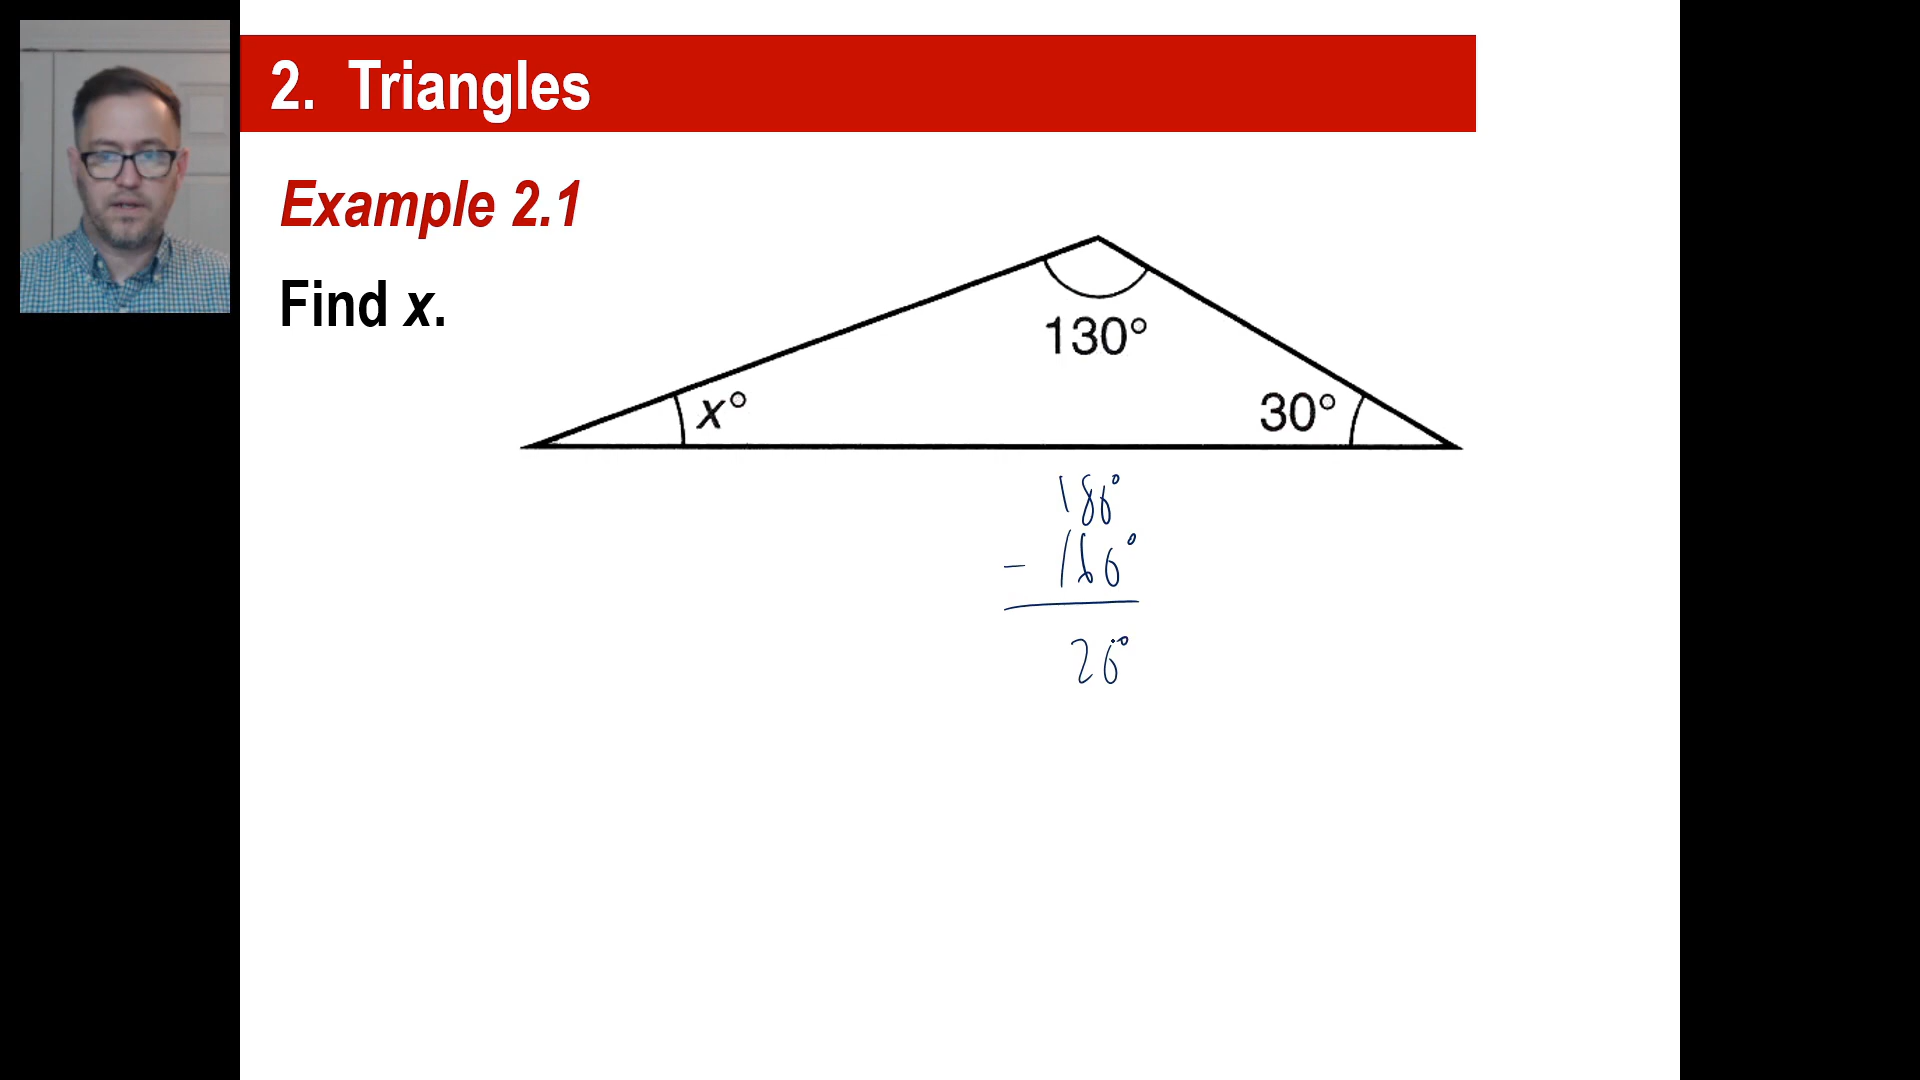 2. Triangles
Example 2.1
Find x.
130°
x°
30°
180°
- 160°
20°